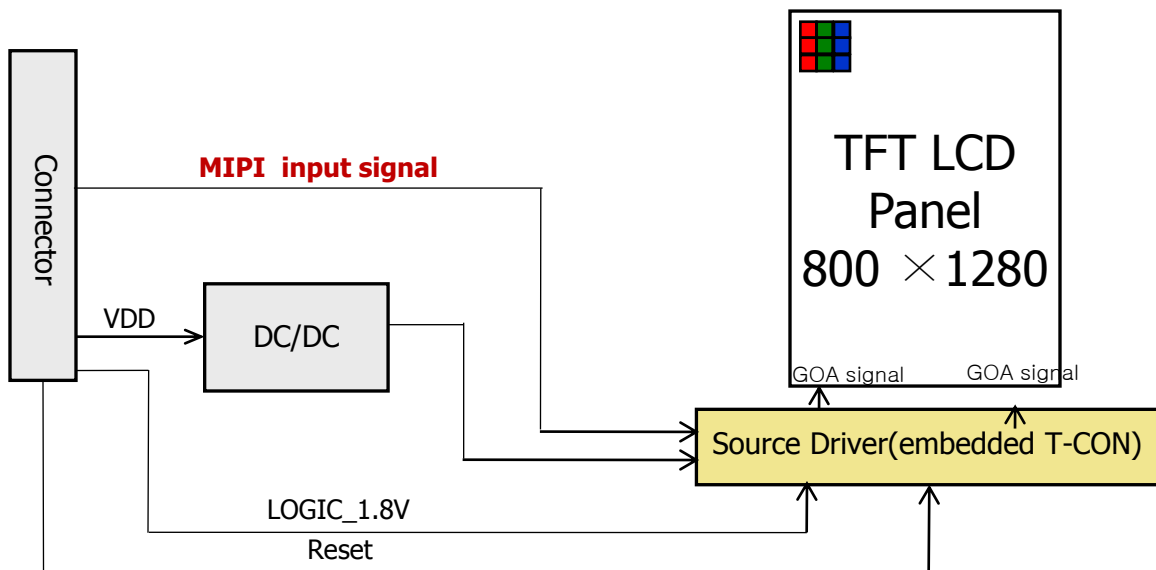 Connector
MIPI input signal
VDD
DC/DC
TFT LCD
Panel
800 ×1280
GOA signal
GOA signal
Source Driver(embedded T-CON)
LOGIC_1.8V
Reset